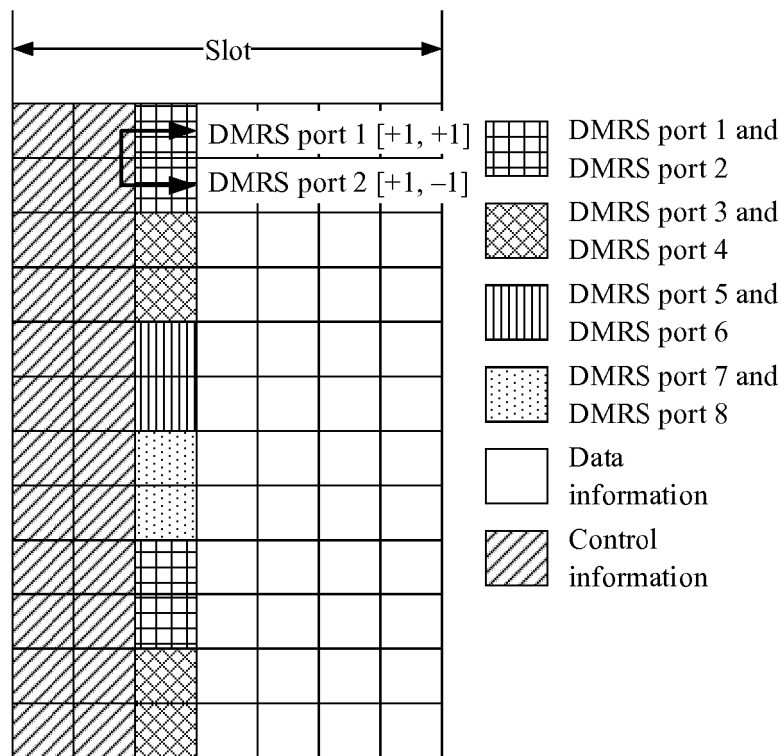 Slot
DMRS port 1 [+1, +1]
DMRS port 2 [+1, –1]
DMRS port 1 and
DMRS port 2
DMRS port 3 and
DMRS port 4
DMRS port 5 and
DMRS port 6
DMRS port 7 and
DMRS port 8
Data
information
Control
information